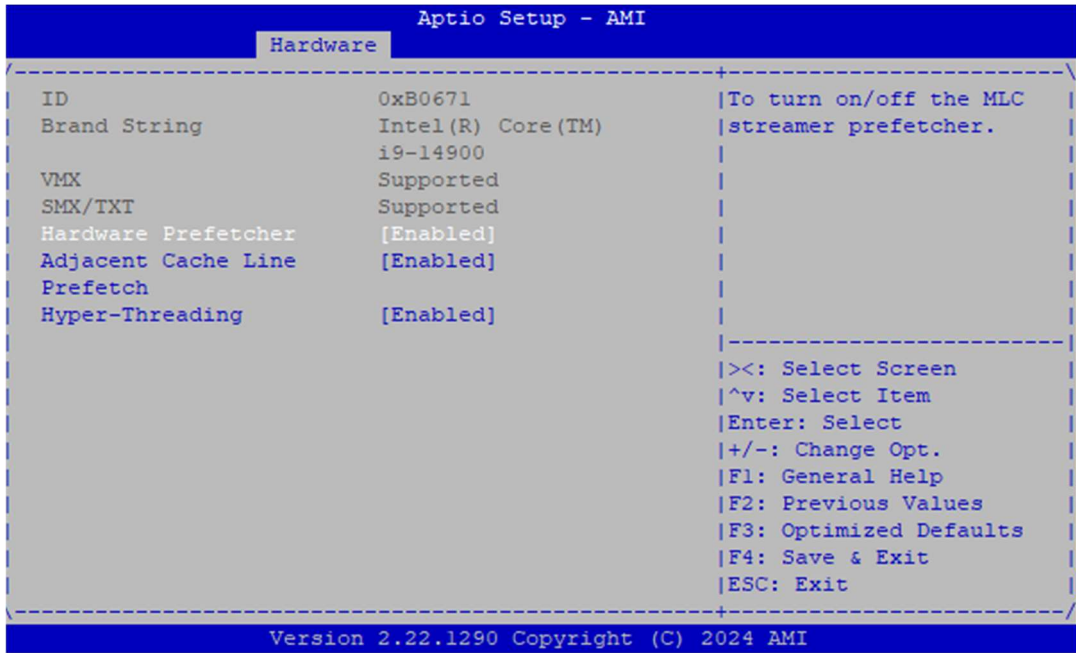 Aptio Setup - AMI
Hardware
ID 0xB0671
Brand String Intel(R) Core(TM)
i9-14900
VMX Supported
SMX/TXT Supported
Hardware Prefetcher [Enabled]
Adjacent Cache Line [Enabled]
Prefetch
Hyper-Threading [Enabled]
To turn on/off the MLC
streamer prefetcher.
><: Select Screen
^v: Select Item
Enter: Select
+/-: Change Opt.
F1: General Help
F2: Previous Values
F3: Optimized Defaults
F4: Save & Exit
ESC: Exit
Version 2.22.1290 Copyright (C) 2024 AMI